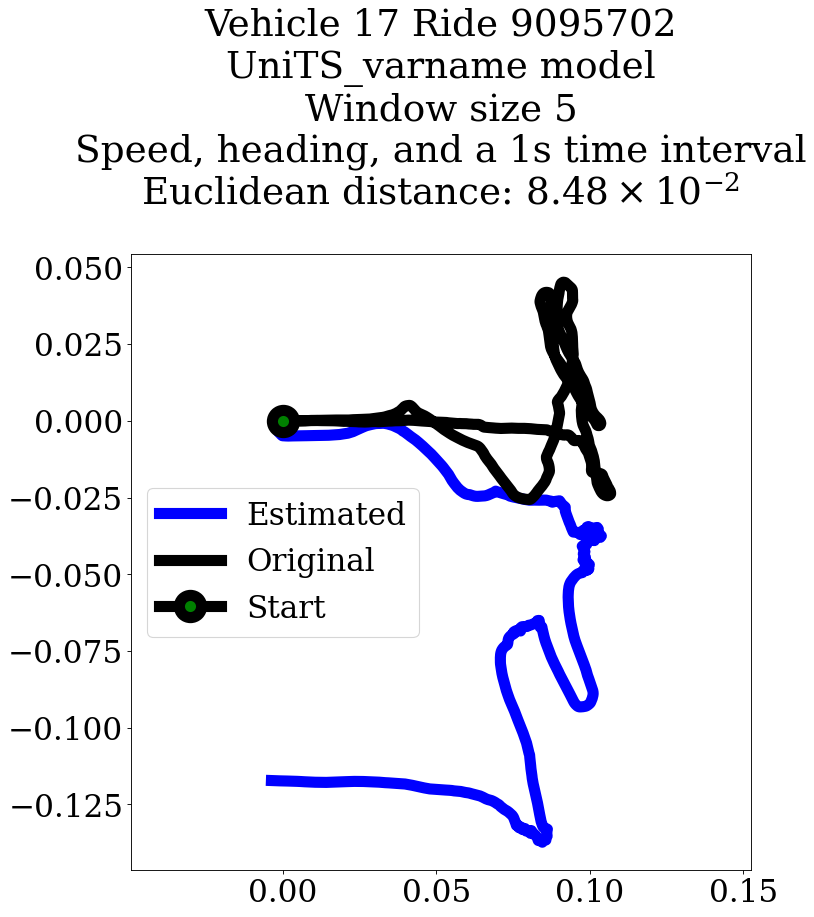 Vehicle 17 Ride 9095702
UniTS_varname model
Window size 5
Speed, heading, and a 1s time interval
Euclidean distance: 8.48 × 10⁻²
0.050
0.025
0.000
−0.025
−0.050
−0.075
−0.100
−0.125
Estimated
Original
Start
0.00 0.05 0.10 0.15